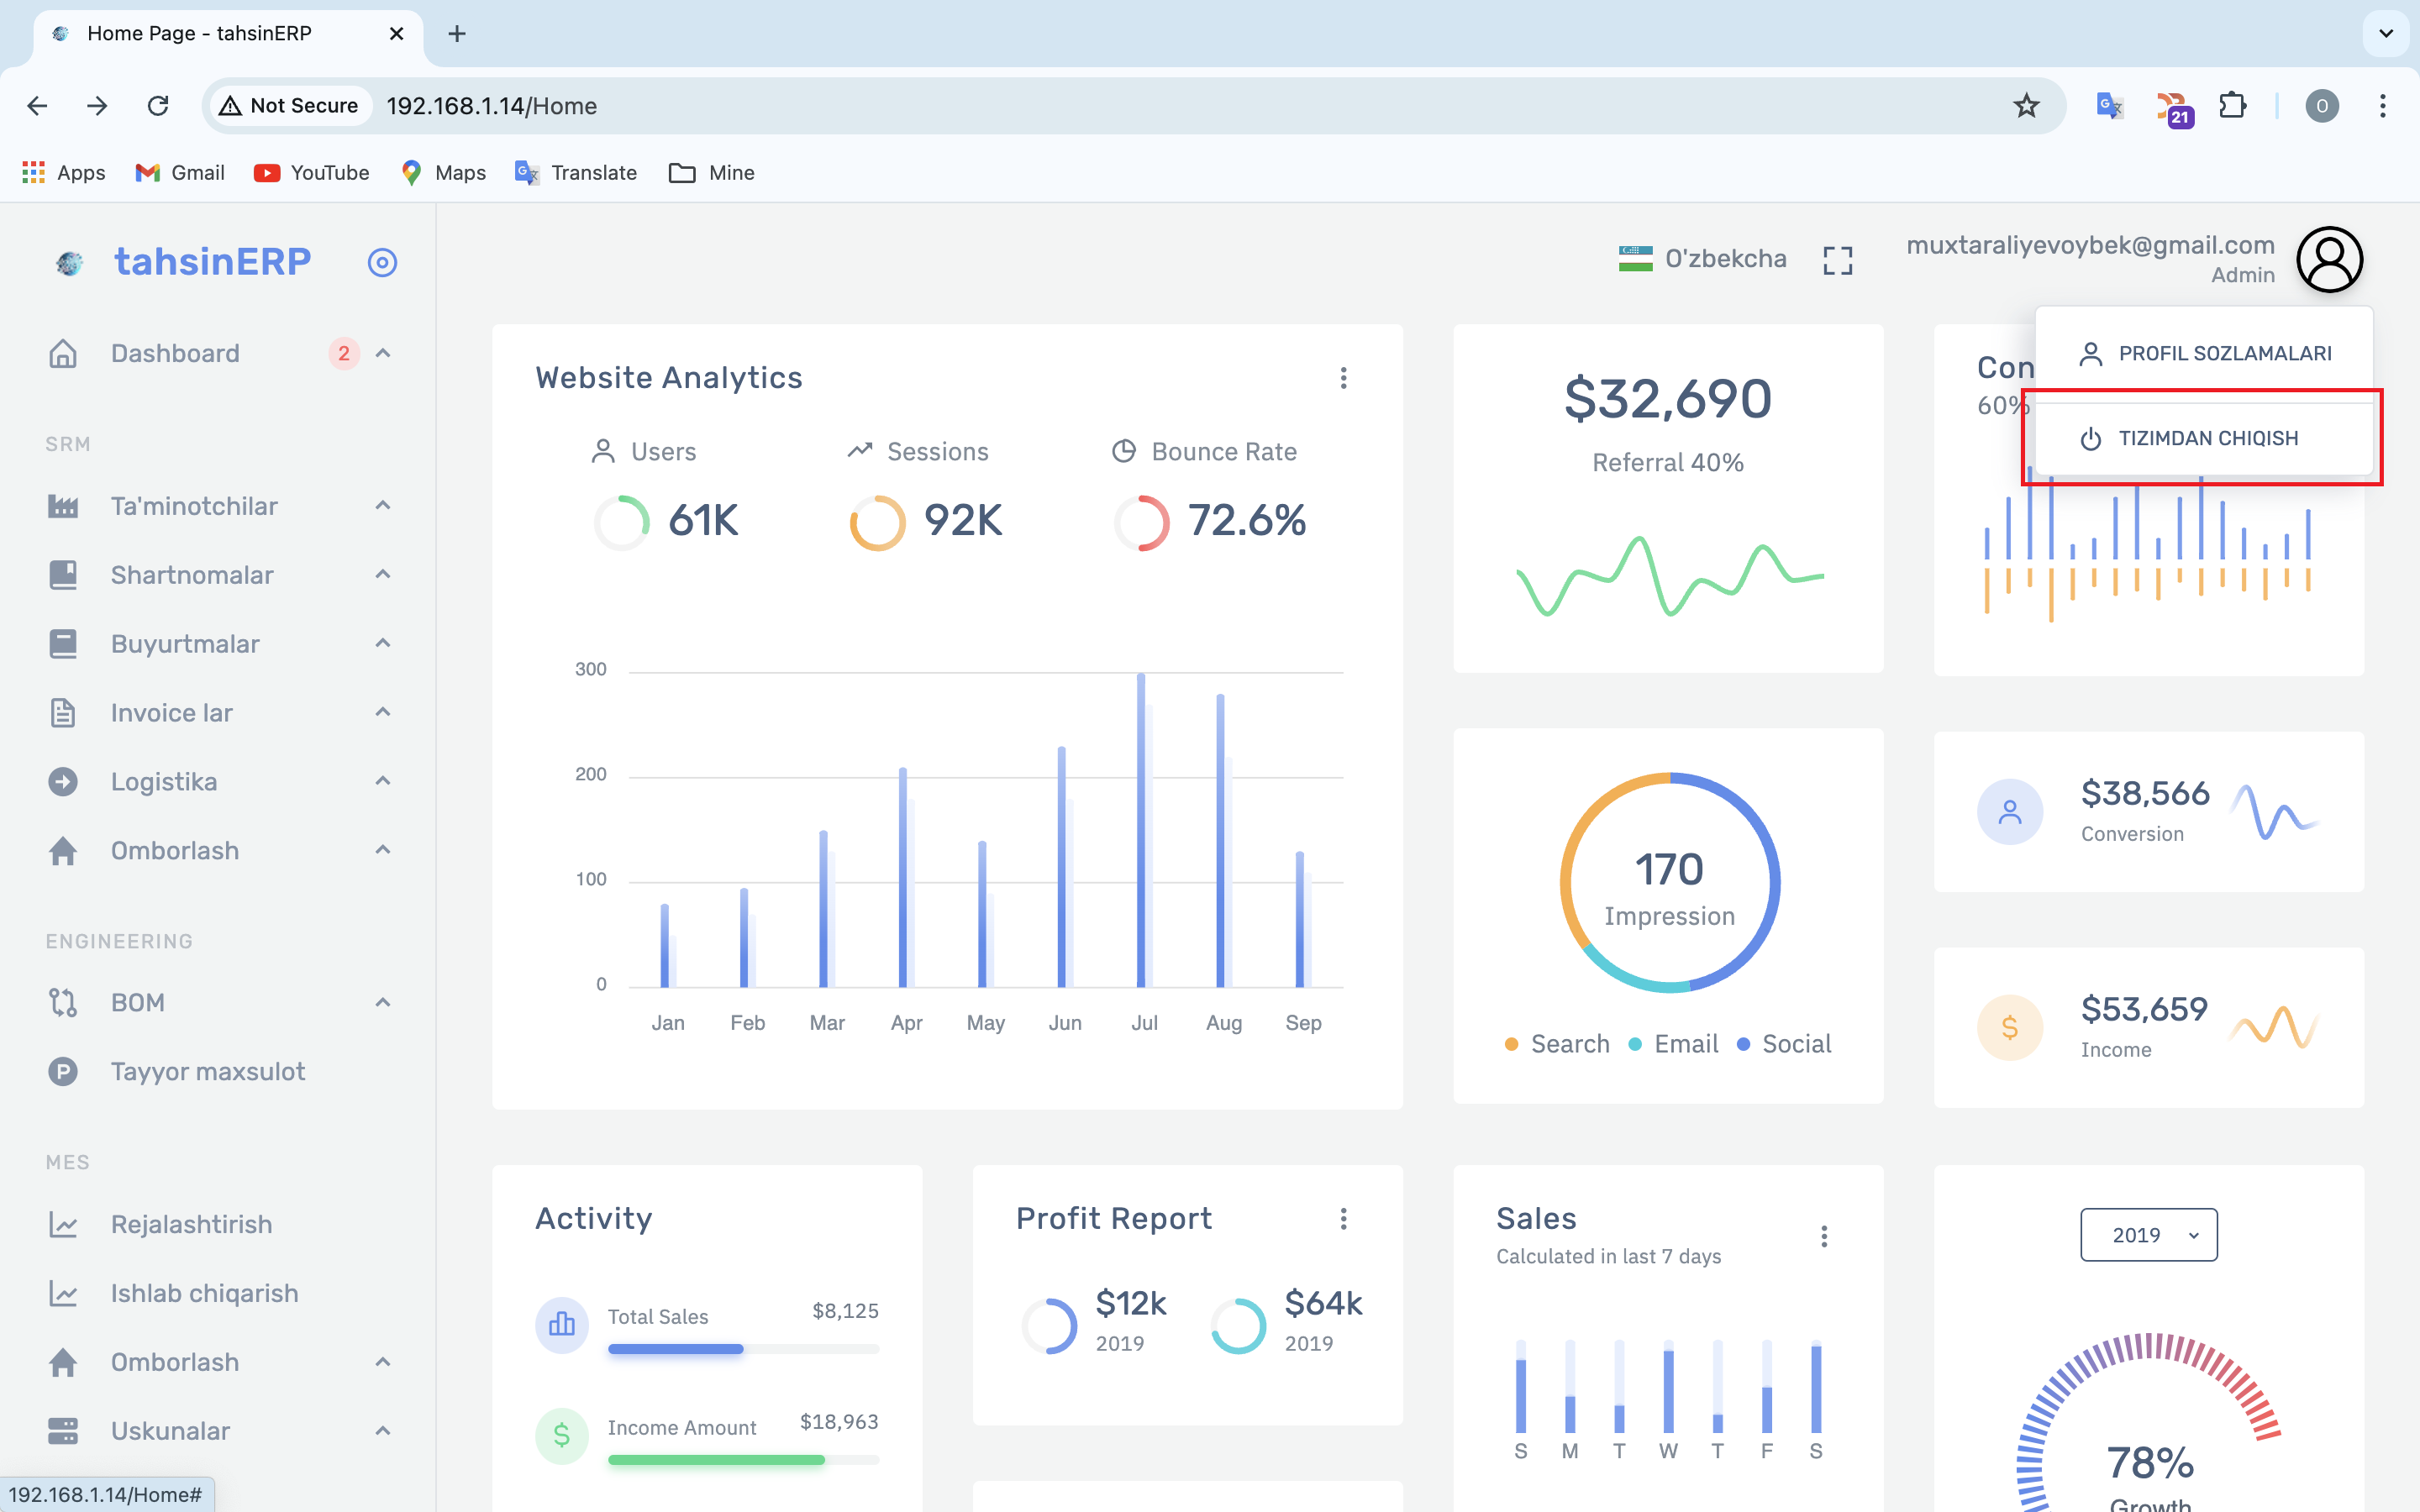 Home Page - tahsinERP
Not Secure 192.168.1.14/Home
21
O
Apps Gmail YouTube Maps Translate Mine
tahsinERP
O'zbekcha
muxtaraliyevoybek@gmail.com
Admin
PROFIL SOZLAMALARI
TIZIMDAN CHIQISH
Dashboard 2
SRM
Ta'minotchilar
Shartnomalar
Buyurtmalar
Invoice lar
Logistika
Omborlash
ENGINEERING
BOM
Tayyor maxsulot
MES
Rejalashtirish
Ishlab chiqarish
Omborlash
Uskunalar
192.168.1.14/Home#
Website Analytics
Users Sessions Bounce Rate
61K 92K 72.6%
300
200
100
0
Jan Feb Mar Apr May Jun Jul Aug Sep
$32,690
Referral 40%
Con
60%
170
Impression
Search Email Social
$38,566
Conversion
$53,659
Income
Activity
Total Sales $8,125
Income Amount $18,963
Profit Report
$12k $64k
2019 2019
Sales
Calculated in last 7 days
S M T W T F S
2019
78%
Growth